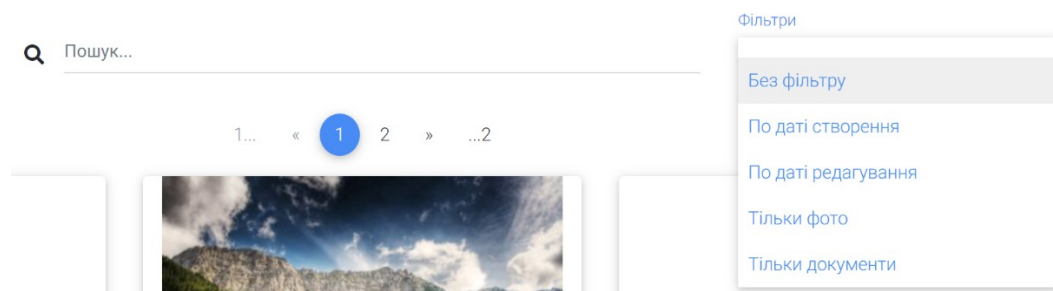 Фільтри
Пошук...
Без фільтру
1... « 1 2 » ...2
По даті створення
По даті редагування
Тільки фото
Тільки документи